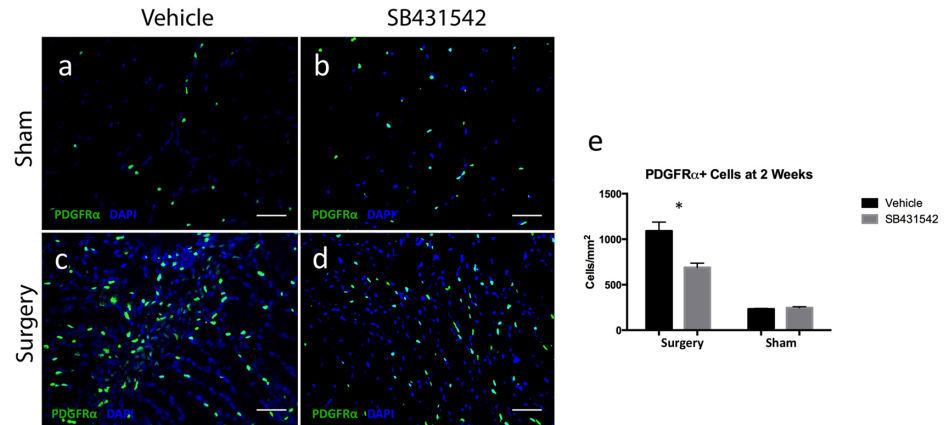 Vehicle SB431542
Sham
a
b
PDGFRα DAPI
PDGFRα DAPI
Surgery
c
d
PDGFRα DAPI
PDGFRα DAPI
e
PDGFRα+ Cells at 2 Weeks
Cells/mm²
1500
1000
500
0
*
Surgery Sham
Vehicle
SB431542